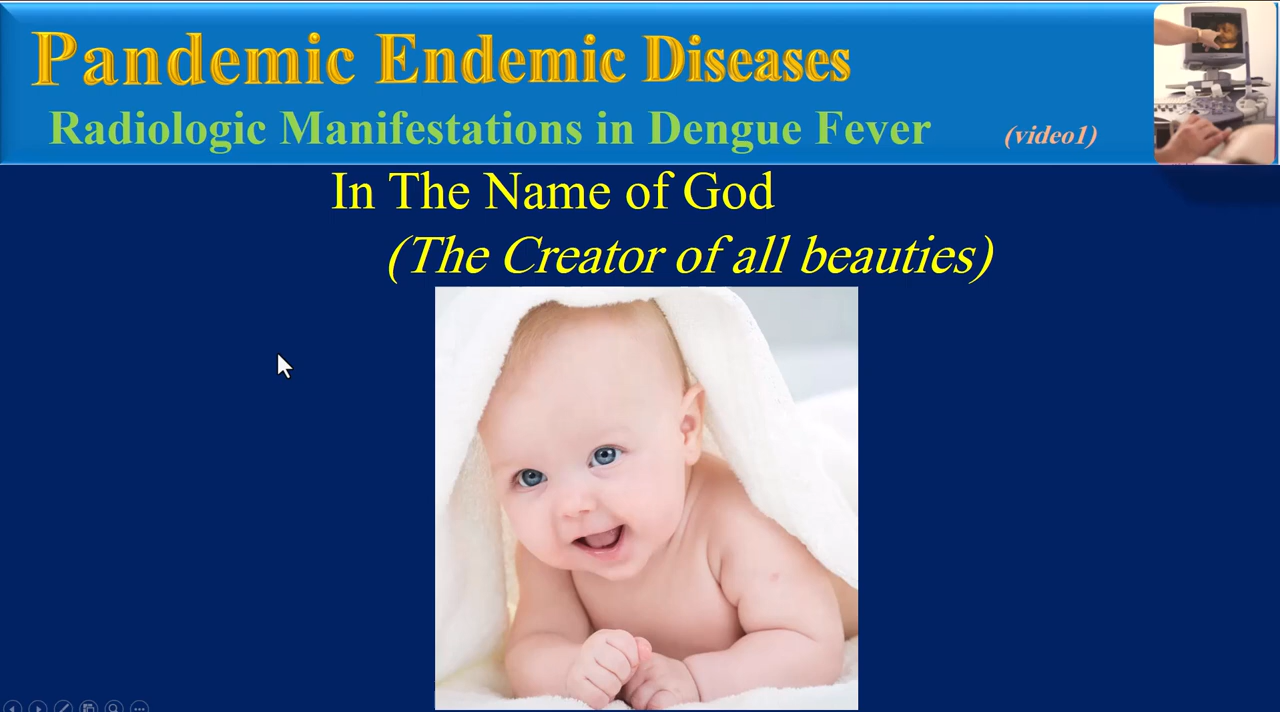 Pandemic Endemic Diseases
Radiologic Manifestations in Dengue Fever (video1)
In The Name of God
(The Creator of all beauties)